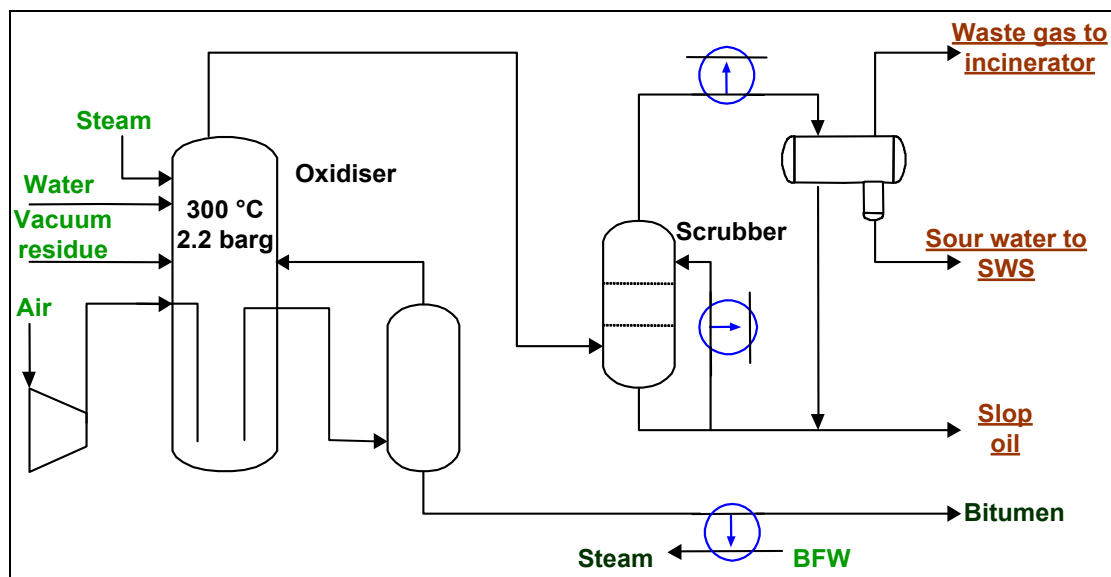 Waste gas to
incinerator
Steam
Oxidiser
Water
300 °C
2.2 barg
Vacuum
residue
Scrubber
Sour water to
SWS
Air
Slop
oil
Bitumen
Steam
BFW